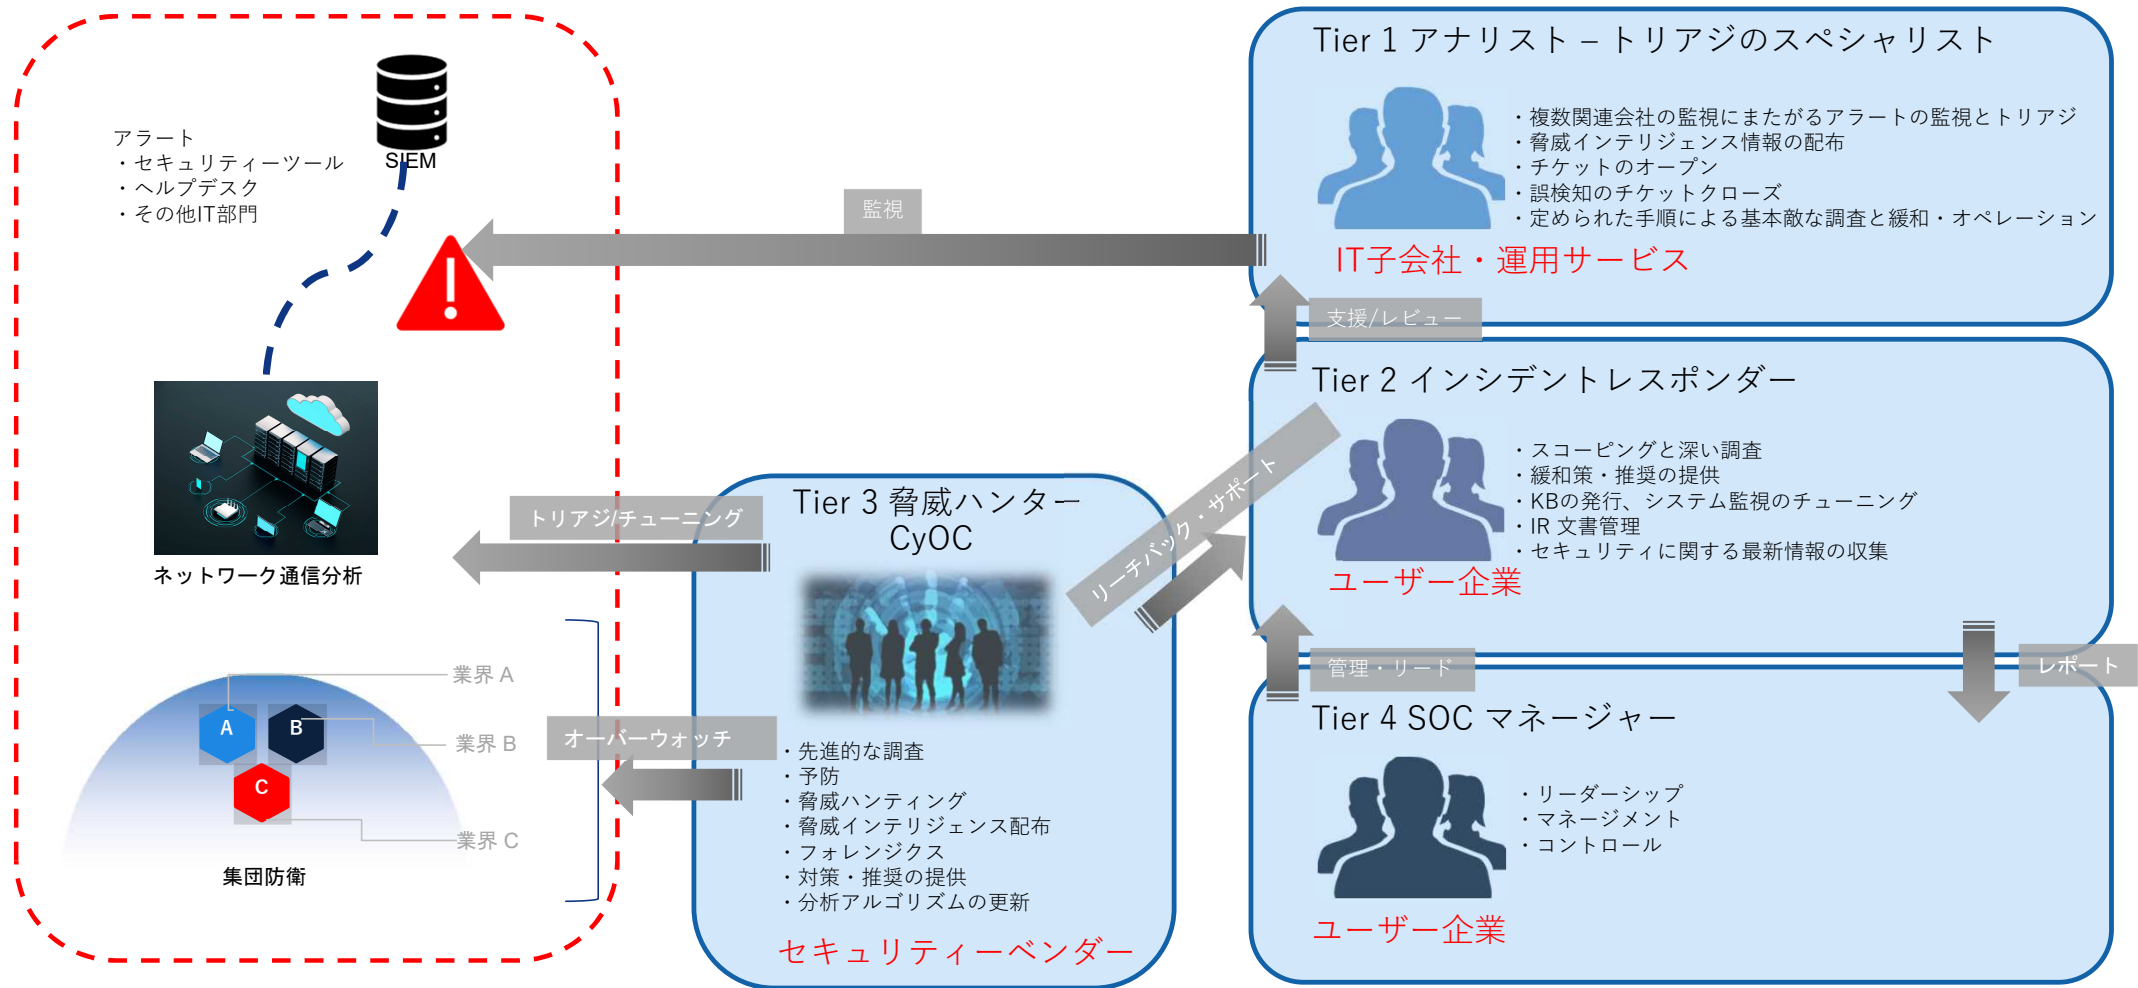 アラート
・セキュリティーツール
・ヘルプデスク
・その他IT部門
SIEM
ネットワーク通信分析
A
B
C
業界 A
業界 B
業界 C
集団防衛
監視
トリアジ/チューニング
オーバーウォッチ
Tier 3 脅威ハンター
CyOC
・先進的な調査
・予防
・脅威ハンティング
・脅威インテリジェンス配布
・フォレンジクス
・対策・推奨の提供
・分析アルゴリズムの更新
セキュリティーベンダー
リーチバック・サポート
Tier 1 アナリスト – トリアジのスペシャリスト
・複数関連会社の監視にまたがるアラートの監視とトリアジ
・脅威インテリジェンス情報の配布
・チケットのオープン
・誤検知のチケットクローズ
・定められた手順による基本敵な調査と緩和・オペレーション
IT子会社・運用サービス
支援/レビュー
Tier 2 インシデントレスポンダー
・スコーピングと深い調査
・緩和策・推奨の提供
・KBの発行、システム監視のチューニング
・IR 文書管理
・セキュリティに関する最新情報の収集
ユーザー企業
管理・リード
レポート
Tier 4 SOC マネージャー
・リーダーシップ
・マネージメント
・コントロール
ユーザー企業